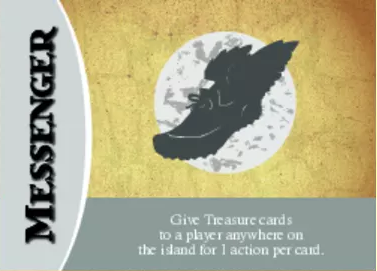 MESSENGER
Give Treasure cards
to a player anywhere on
the island for 1 action per card.